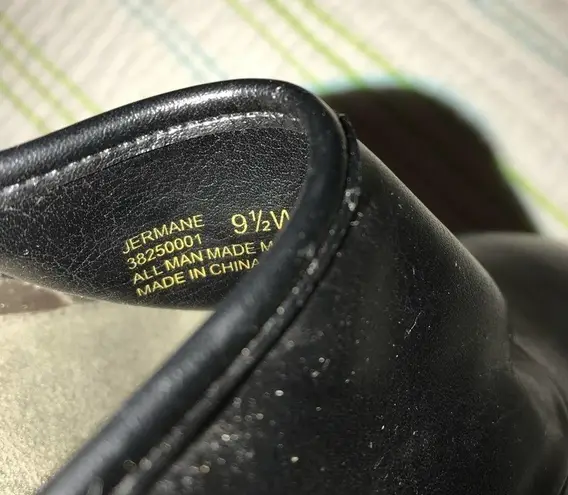 JERMANE 9½W
38250001
ALL MAN MADE M
MADE IN CHINA